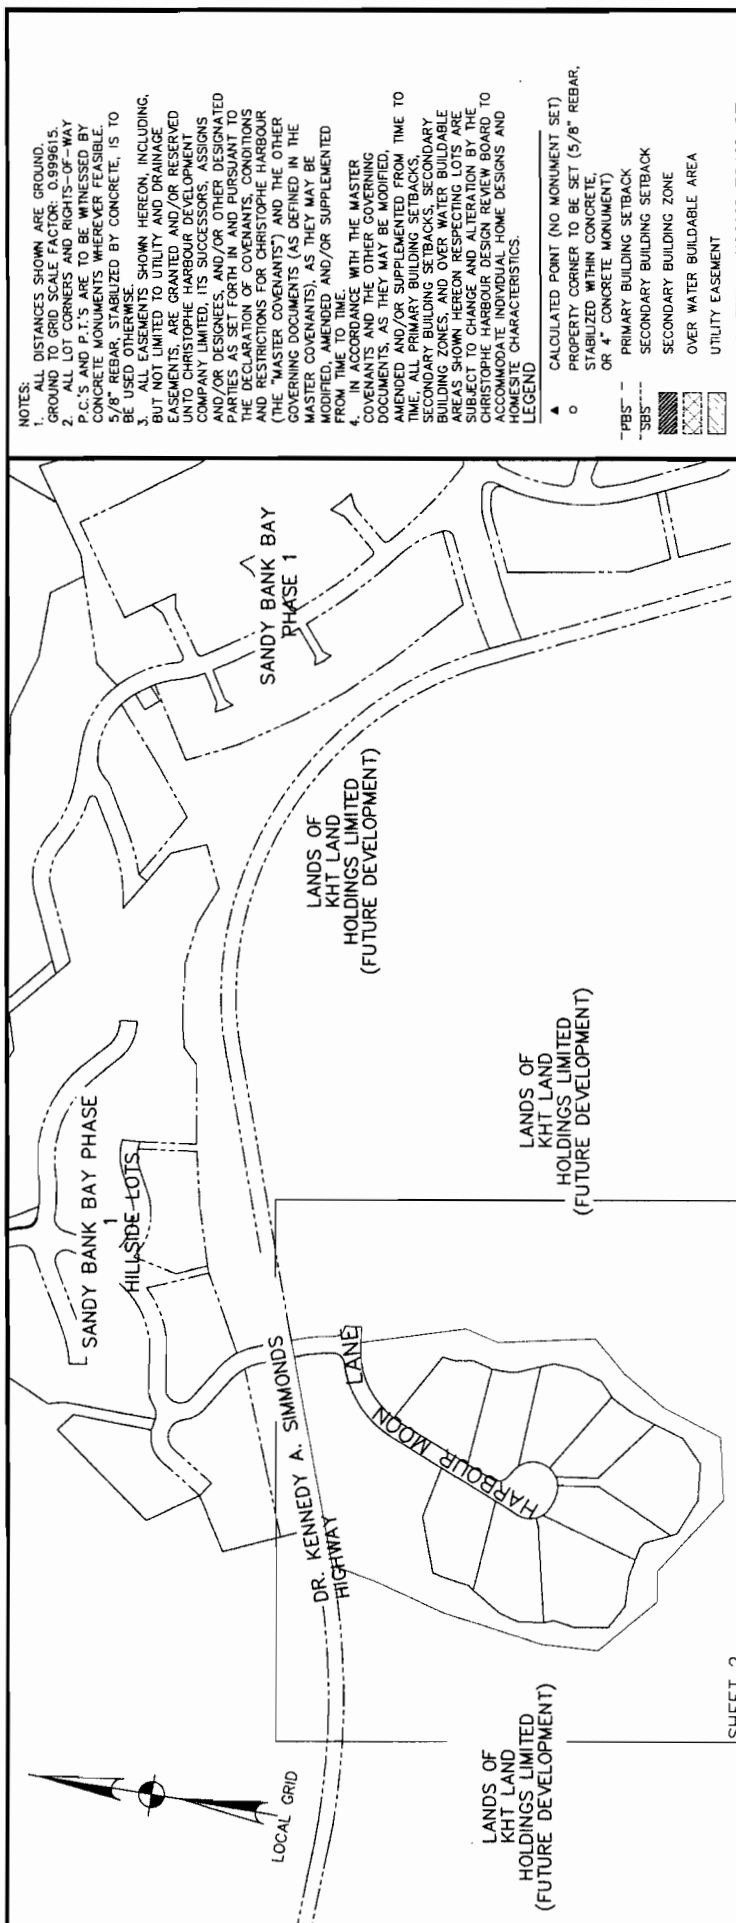 NOTES:
1. ALL DISTANCES SHOWN ARE GROUND.
GROUND TO GRID SCALE FACTOR: 0.999615.
2. ALL LOT CORNERS AND RIGHTS-OF-WAY
P.C.'S AND P.T.'S ARE TO BE WITNESSED BY
CONCRETE MONUMENTS WHEREVER FEASIBLE.
5/8" REBAR, STABILIZED BY CONCRETE, IS TO
BE USED OTHERWISE.
3. ALL EASEMENTS SHOWN HEREON, INCLUDING,
BUT NOT LIMITED TO UTILITY AND DRAINAGE
EASEMENTS, ARE GRANTED AND/OR RESERVED
UNTO CHRISTOPHE HARBOUR DEVELOPMENT
COMPANY LIMITED, ITS SUCCESSORS, ASSIGNS
AND/OR DESIGNEES, AND/OR OTHER DESIGNATED
PARTIES AS SET FORTH IN AND PURSUANT TO
THE DECLARATION OF COVENANTS, CONDITIONS
AND RESTRICTIONS FOR CHRISTOPHE HARBOUR
(THE "MASTER COVENANTS") AND THE OTHER
GOVERNING DOCUMENTS (AS DEFINED IN THE
MASTER COVENANTS), AS THEY MAY BE
MODIFIED, AMENDED AND/OR SUPPLEMENTED
FROM TIME TO TIME.
4. IN ACCORDANCE WITH THE MASTER
COVENANTS AND THE OTHER GOVERNING
DOCUMENTS, AS THEY MAY BE MODIFIED,
AMENDED AND/OR SUPPLEMENTED FROM TIME TO
TIME, ALL PRIMARY BUILDING SETBACKS,
SECONDARY BUILDING SETBACKS, SECONDARY
BUILDING ZONES, AND OVER WATER BUILDABLE
AREAS SHOWN HEREON RESPECTING LOTS ARE
SUBJECT TO CHANGE AND ALTERATION BY THE
CHRISTOPHE HARBOUR DESIGN REVIEW BOARD TO
ACCOMMODATE INDIVIDUAL HOME DESIGNS AND
HOMESITE CHARACTERISTICS.
LEGEND
CALCULATED POINT (NO MONUMENT SET)
PROPERTY CORNER TO BE SET (5/8" REBAR,
STABILIZED WITHIN CONCRETE,
OR 4" CONCRETE MONUMENT)
PBS PRIMARY BUILDING SETBACK
SBS SECONDARY BUILDING SETBACK
SECONDARY BUILDING ZONE
OVER WATER BUILDABLE AREA
UTILITY EASEMENT
SANDY BANK BAY
PHASE 1
LANDS OF
KHT LAND
HOLDINGS LIMITED
(FUTURE DEVELOPMENT)
LANDS OF
KHT LAND
HOLDINGS LIMITED
(FUTURE DEVELOPMENT)
SANDY BANK BAY PHASE
1
HILLSIDE LOTS
DR. KENNEDY A. SIMMONDS
HIGHWAY
HARBOUR MOON
LANE
LOCAL GRID
LANDS OF
KHT LAND
HOLDINGS LIMITED
(FUTURE DEVELOPMENT)
SHEET 2